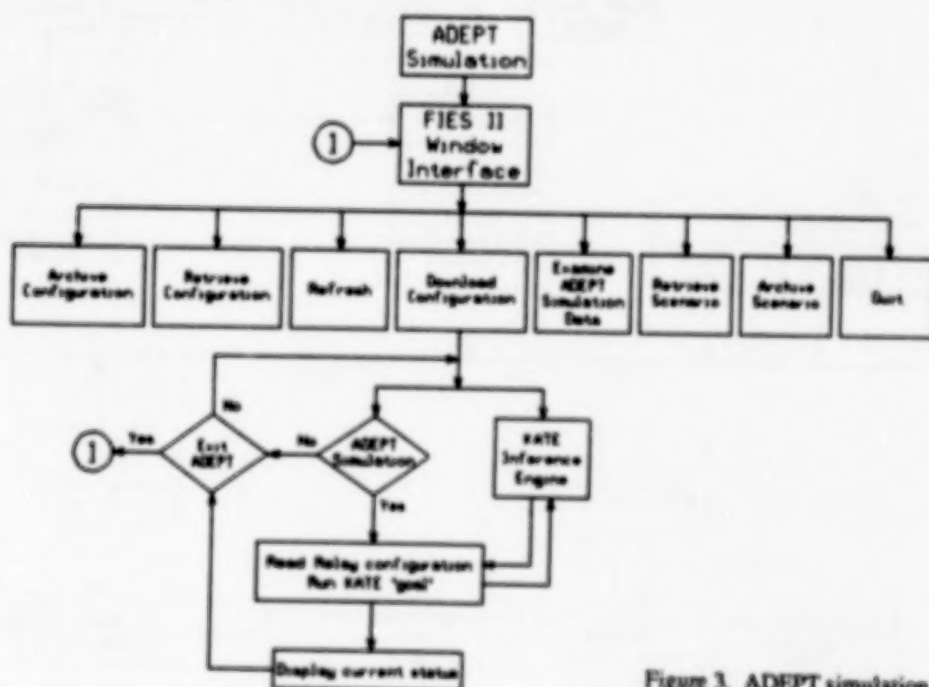 ADEPT
Simulation
FIES II
Window
Interface
1
Archive
Configuration
Retrieve
Configuration
Refresh
Download
Configuration
Examine
ADEPT
Simulation
Data
Retrieve
Scenario
Archive
Scenario
Quit
No
1
Yes
Exit
ADEPT
No
ADEPT
Simulation
KATE
Inference
Engine
Yes
Read Relay configuration
Run KATE "goal"
Display current status
Figure 3. ADEPT simulation